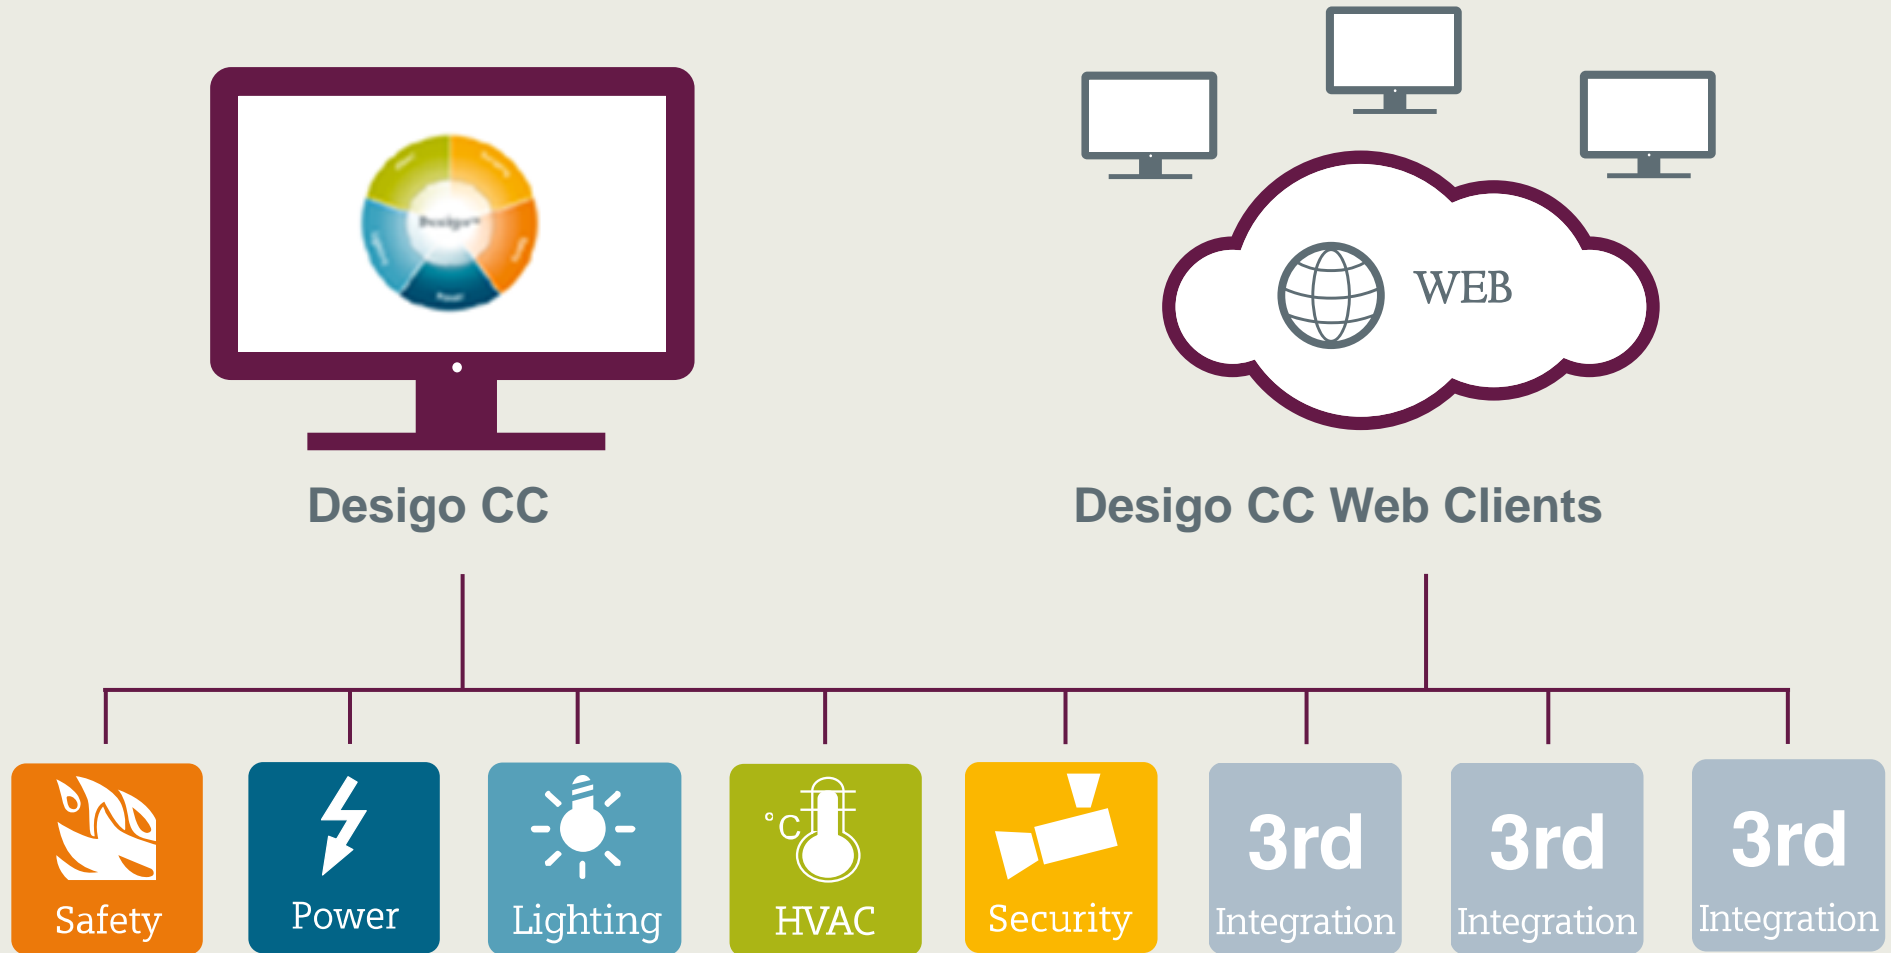 WEB
Desigo CC
Desigo CC Web Clients
Safety
Power
Lighting
HVAC
Security
3rd
Integration
3rd
Integration
3rd
Integration
°C